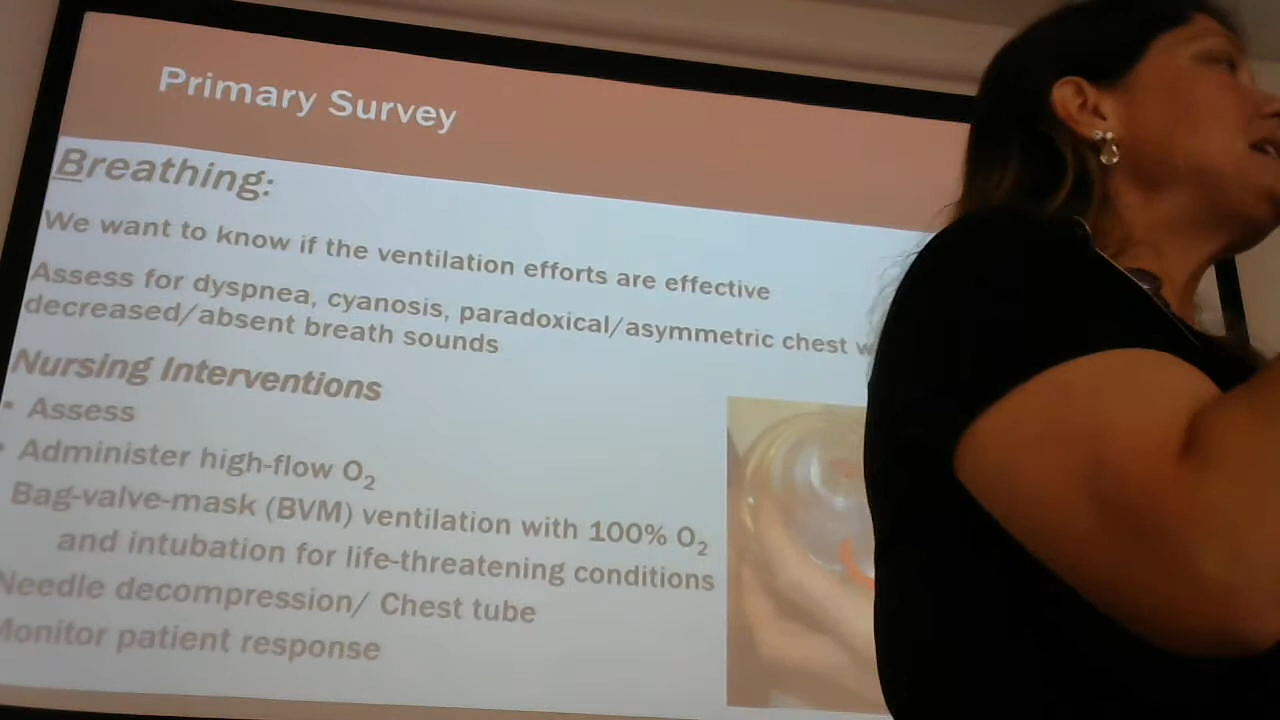 Primary Survey
Breathing:
We want to know if the ventilation efforts are effective
Assess for dyspnea, cyanosis, paradoxical/asymmetric chest
decreased/absent breath sounds
Nursing Interventions
• Assess
• Administer high-flow O₂
Bag-valve-mask (BVM) ventilation with 100% O₂
and intubation for life-threatening conditions
Needle decompression/ Chest tube
Monitor patient response